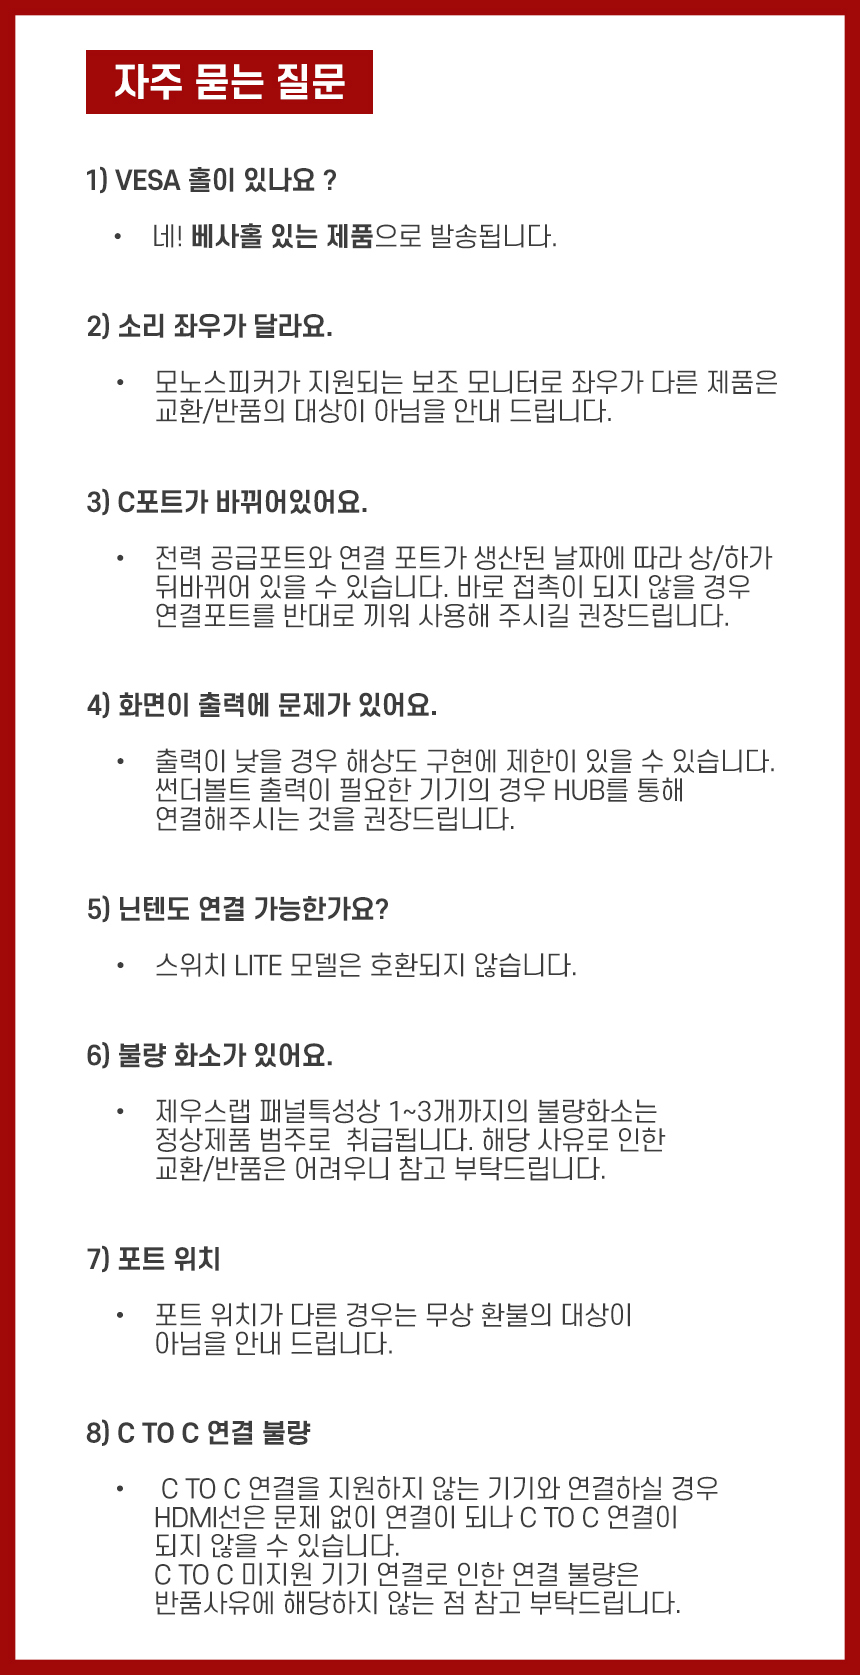 자주 묻는 질문
1) VESA 홀이 있나요 ?
• 네! 베사홀 있는 제품으로 발송됩니다.
2) 소리 좌우가 달라요.
• 모노스피커가 지원되는 보조 모니터로 좌우가 다른 제품은
교환/반품의 대상이 아님을 안내 드립니다.
3) C포트가 바뀌어있어요.
• 전력 공급포트와 연결 포트가 생산된 날짜에 따라 상/하가
뒤바뀌어 있을 수 있습니다. 바로 접촉이 되지 않을 경우
연결포트를 반대로 끼워 사용해 주시길 권장드립니다.
4) 화면이 출력에 문제가 있어요.
• 출력이 낮을 경우 해상도 구현에 제한이 있을 수 있습니다.
썬더볼트 출력이 필요한 기기의 경우 HUB를 통해
연결해주시는 것을 권장드립니다.
5) 닌텐도 연결 가능한가요?
• 스위치 LITE 모델은 호환되지 않습니다.
6) 불량 화소가 있어요.
• 제우스랩 패널특성상 1~3개까지의 불량화소는
정상제품 범주로  취급됩니다. 해당 사유로 인한
교환/반품은 어려우니 참고 부탁드립니다.
7) 포트 위치
• 포트 위치가 다른 경우는 무상 환불의 대상이
아님을 안내 드립니다.
8) C TO C 연결 불량
• C TO C 연결을 지원하지 않는 기기와 연결하실 경우
HDMI선은 문제 없이 연결이 되나 C TO C 연결이
되지 않을 수 있습니다.
C TO C 미지원 기기 연결로 인한 연결 불량은
반품사유에 해당하지 않는 점 참고 부탁드립니다.